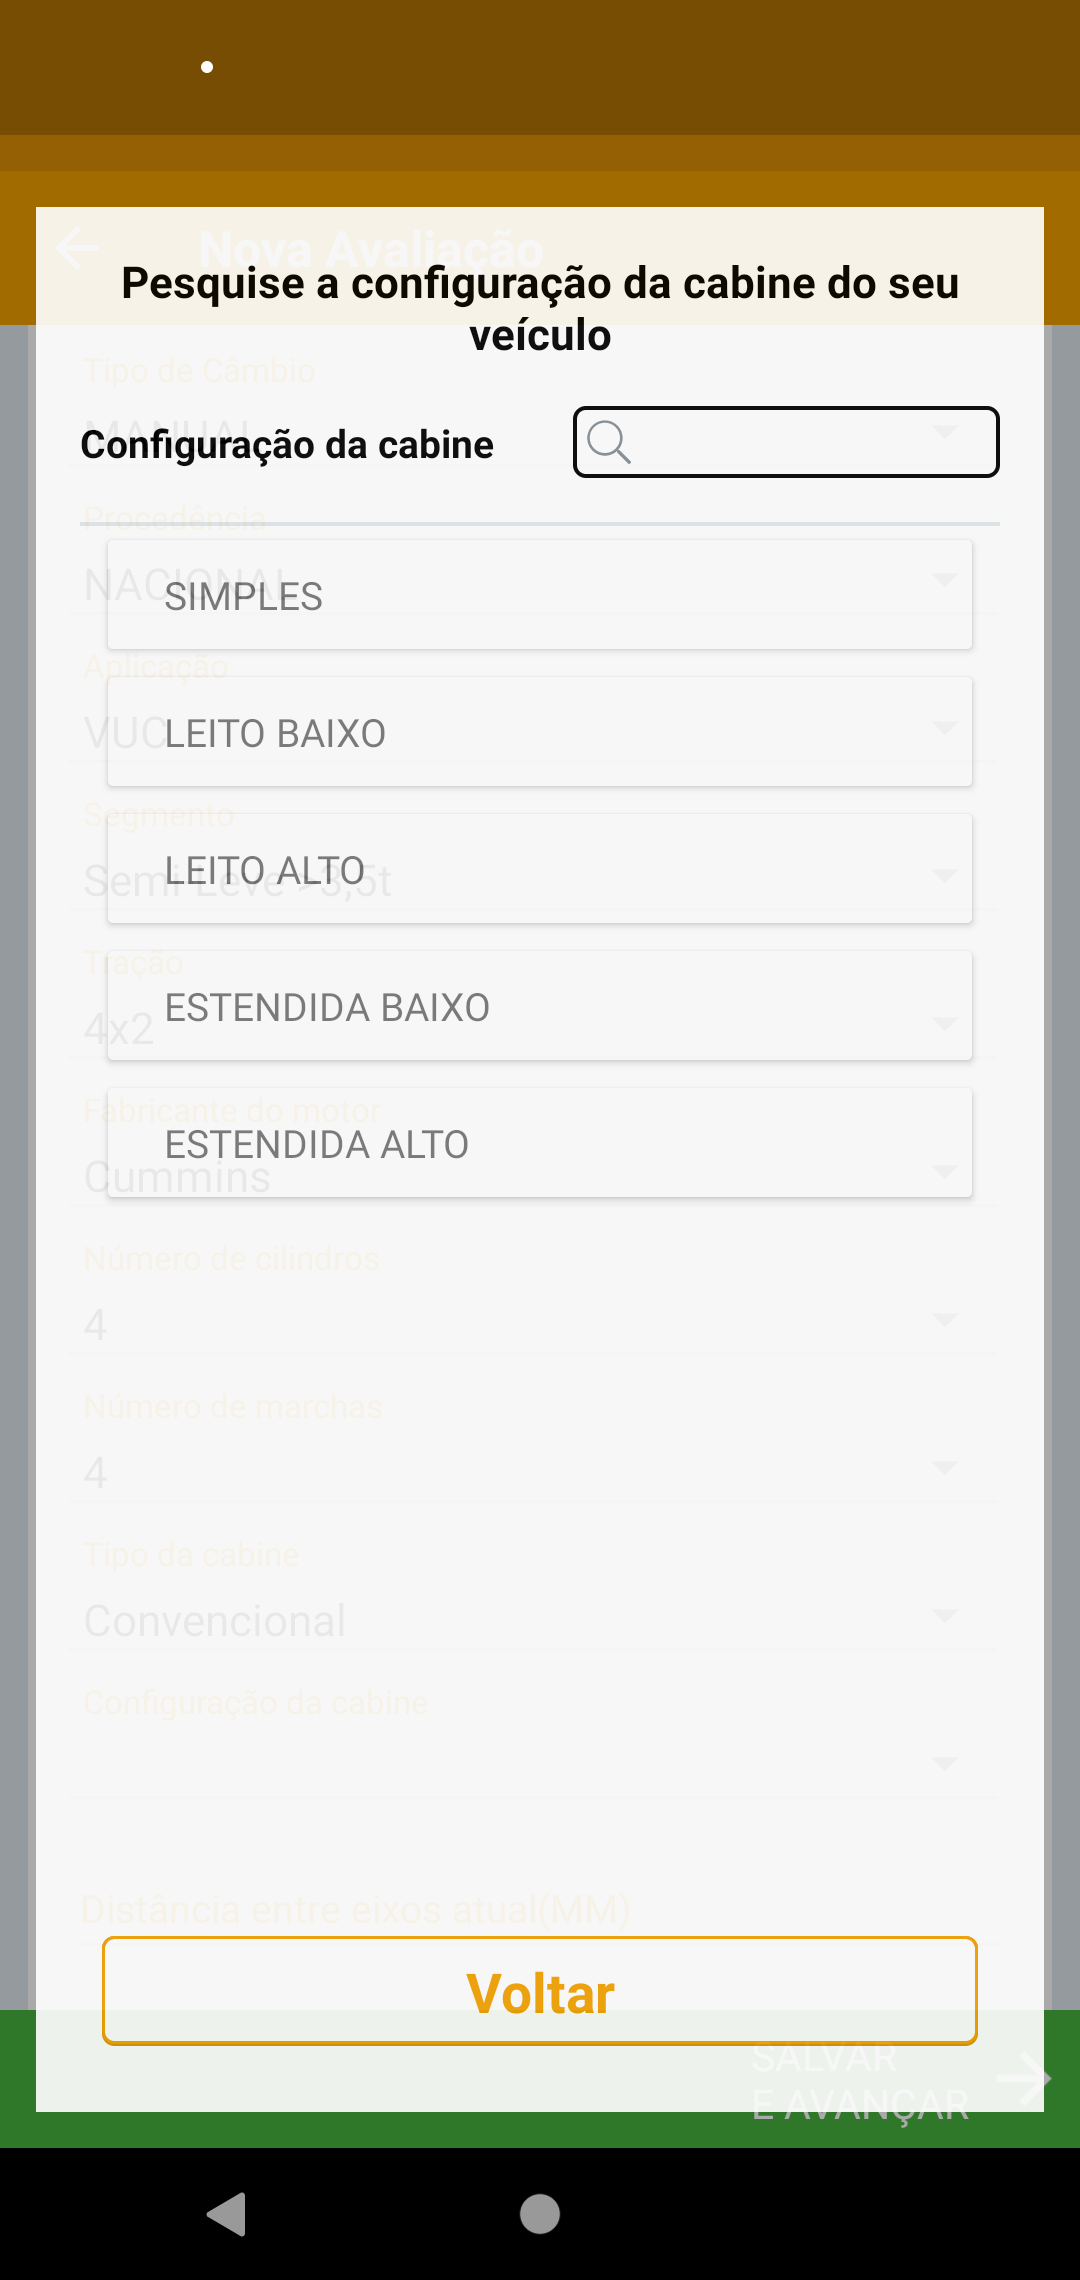 Nova Avaliação
Pesquise a configuração da cabine do seu
veículo
Tipo de Câmbio
MANUAL
Configuração da cabine
Procedência
NACIONAL
SIMPLES
Aplicação
VUC
LEITO BAIXO
Segmento
Semi Leve >3,5t
LEITO ALTO
Tração
4x2
ESTENDIDA BAIXO
Fabricante do motor
Cummins
ESTENDIDA ALTO
Número de cilindros
4
Número de marchas
4
Tipo da cabine
Convencional
Configuração da cabine
Distância entre eixos atual(MM)
Voltar
SALVAR
E AVANÇAR